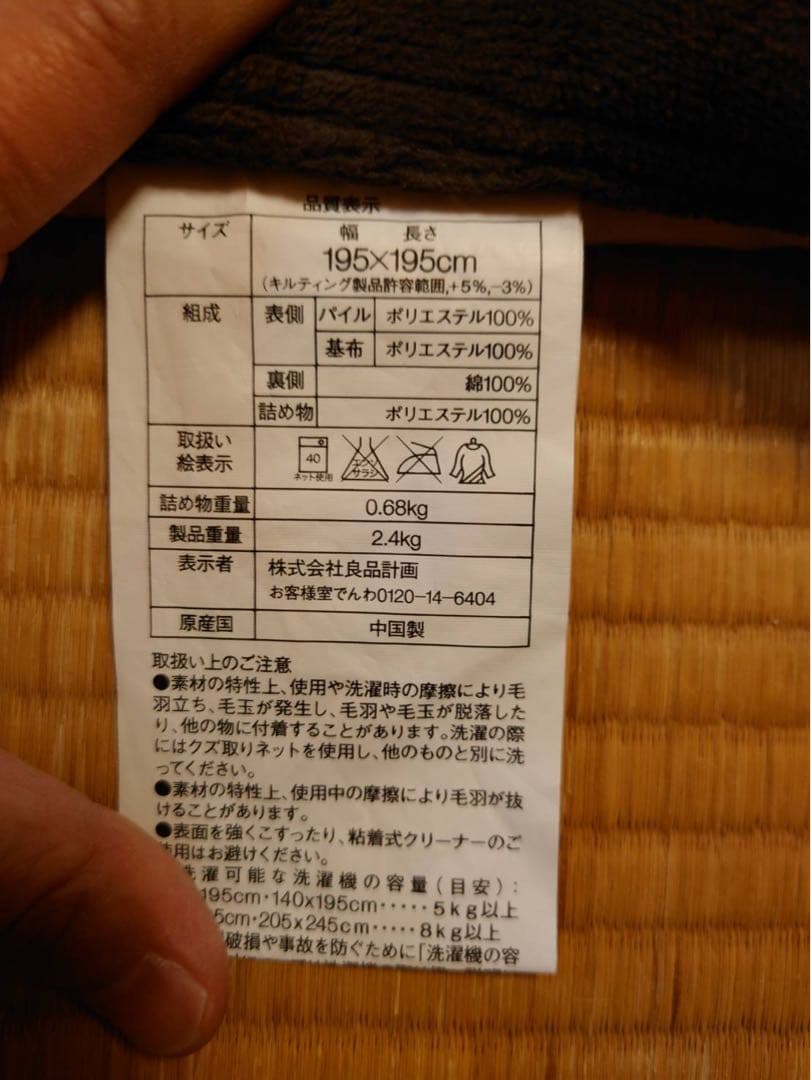 品質表示
サイズ 幅 長さ
195×195cm
(キルティング製品許容範囲,+5%,-3%)
組成 表側 パイル ポリエステル100%
基布 ポリエステル100%
裏側 綿100%
詰め物 ポリエステル100%
取扱い
絵表示
40
ネット使用
エンソ
サラシ
詰め物重量 0.68kg
製品重量 2.4kg
表示者 株式会社良品計画
お客様室でんわ0120-14-6404
原産国 中国製
取扱い上のご注意
●素材の特性上、使用や洗濯時の摩擦により毛
羽立ち、毛玉が発生し、毛羽や毛玉が脱落した
り、他の物に付着することがあります。洗濯の際
にはクズ取りネットを使用し、他のものと別に洗
ってください。
●素材の特性上、使用中の摩擦により毛羽が抜
けることがあります。
●表面を強くこすったり、粘着式クリーナーのご
使用はお避けください。
洗濯可能な洗濯機の容量(目安):
195cm・140x195cm・・・・・5kg以上
5cm・205x245cm・・・・・8kg以上
破損や事故を防ぐために「洗濯機の容